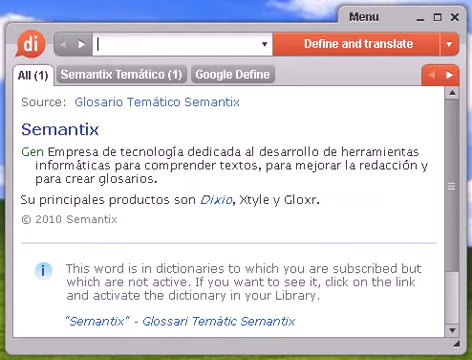 Menu
di
Define and translate
All (1)
Semantix Temático (1)
Google Define
Source: Glosario Temático Semantix
Semantix
Gen Empresa de tecnología dedicada al desarrollo de herramientas
informáticas para comprender textos, para mejorar la redacción y
para crear glosarios.
Su principales productos son Dixio, Xtyle y Gloxr.
© 2010 Semantix
i
This word is in dictionaries to which you are subscribed but
which are not active. If you want to see it, click on the link
and activate the dictionary in your Library.
"Semantix" - Glossari Temàtic Semantix